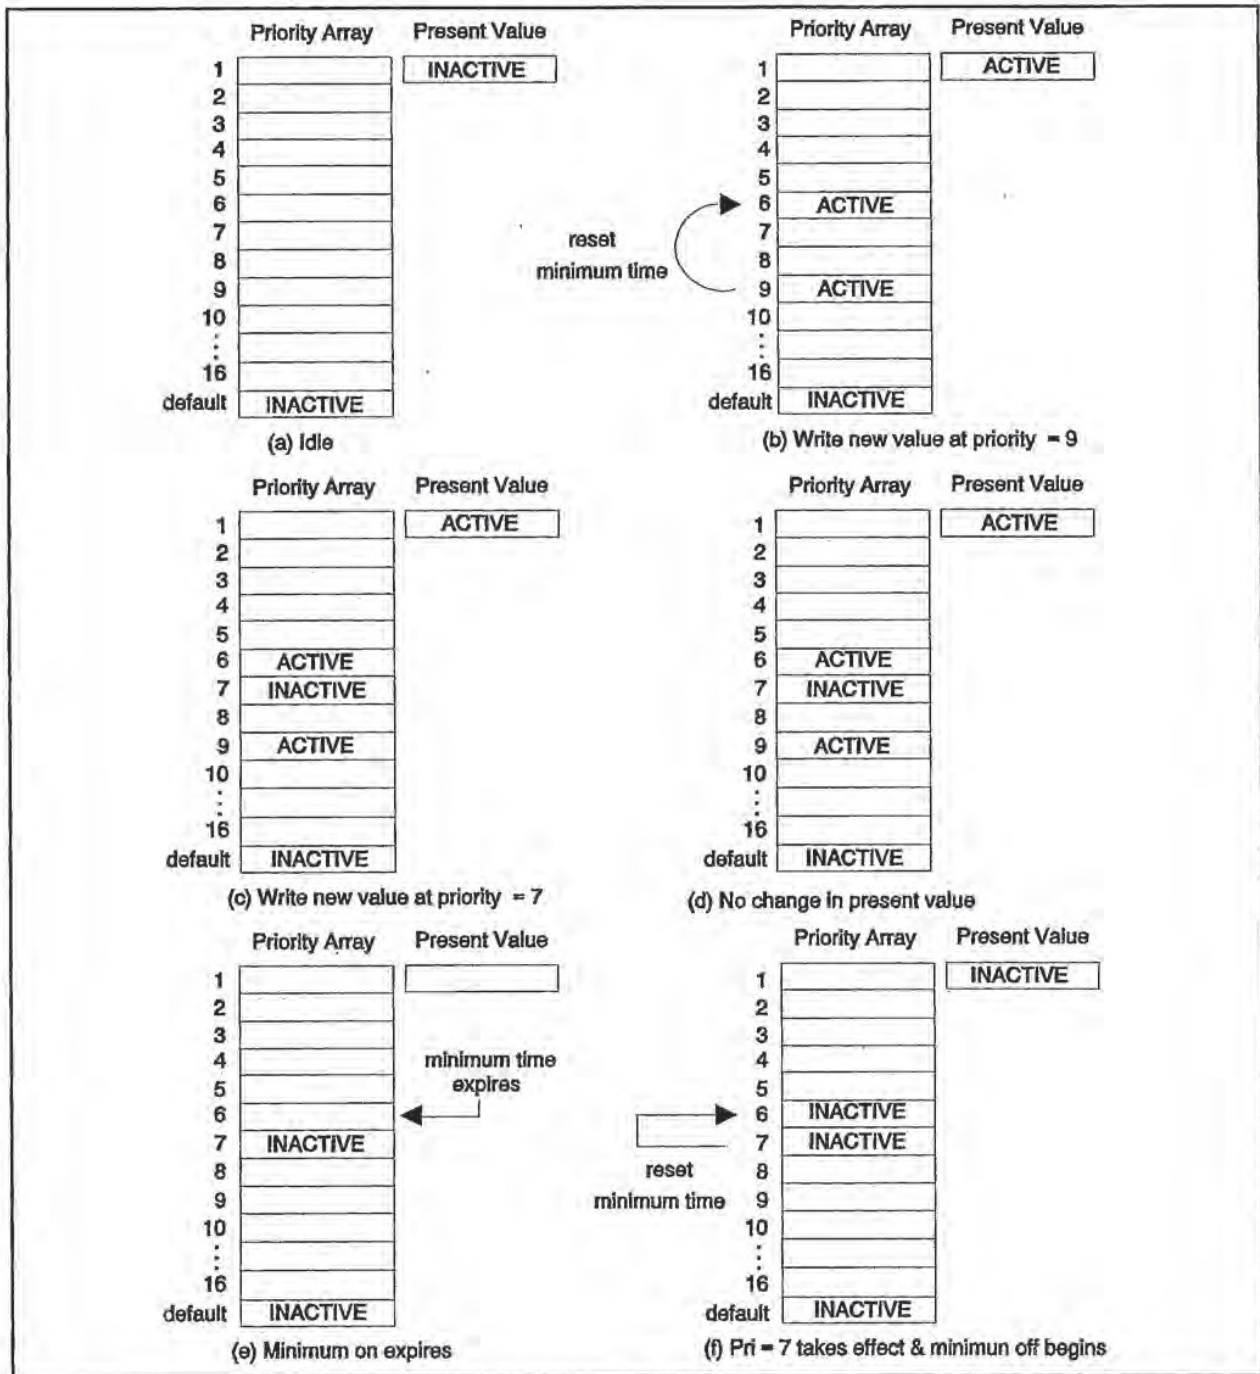 Priority Array Present Value
1 INACTIVE
2
3
4
5
6
7
8
9
10
:
16
default INACTIVE
(a) Idle
Priority Array Present Value
1 ACTIVE
2
3
4
5
6 ACTIVE
7
8
9 ACTIVE
10
:
16
default INACTIVE
reset
minimum time
(b) Write new value at priority = 9
Priority Array Present Value
1 ACTIVE
2
3
4
5
6 ACTIVE
7 INACTIVE
8
9 ACTIVE
10
:
16
default INACTIVE
(c) Write new value at priority = 7
Priority Array Present Value
1 ACTIVE
2
3
4
5
6 ACTIVE
7 INACTIVE
8
9 ACTIVE
10
:
16
default INACTIVE
(d) No change in present value
Priority Array Present Value
1
2
3
4
5
6
7 INACTIVE
8
9
10
:
16
default INACTIVE
minimum time
expires
(e) Minimum on expires
Priority Array Present Value
1 INACTIVE
2
3
4
5
6 INACTIVE
7 INACTIVE
8
9
10
:
16
default INACTIVE
reset
minimum time
(f) Pri = 7 takes effect & minimun off begins